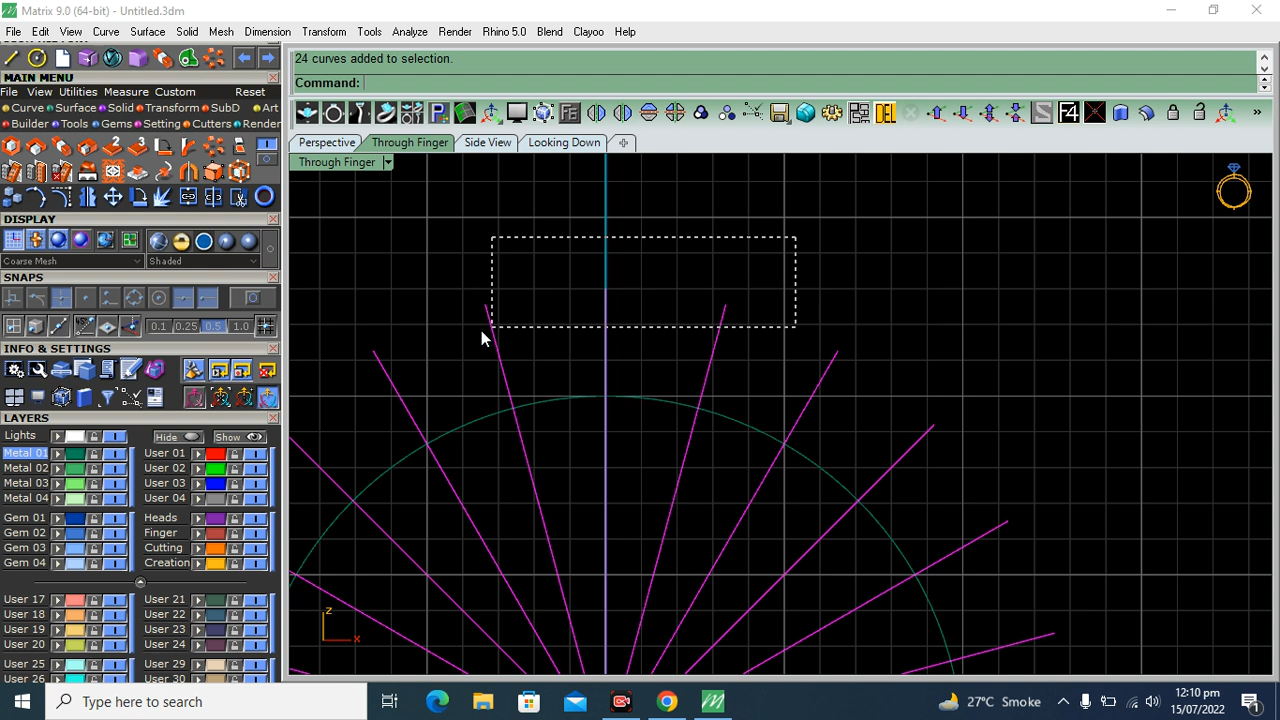 Matrix 9.0 (64-bit) - Untitled.3dm
File Edit View Curve Surface Solid Mesh Dimension Transform Tools Analyze Render Rhino 5.0 Blend Clayoo Help
24 curves added to selection.
Command:
MAIN MENU
File View Utilities Measure Custom Reset
Curve Surface Solid Transform SubD Art
Builder Tools Gems Setting Cutters Render
Perspective Through Finger Side View Looking Down
Through Finger
DISPLAY
Coarse Mesh Shaded
SNAPS
0.1 0.25 0.5 1.0
INFO & SETTINGS
LAYERS
Lights Hide Show
Metal 01 User 01
Metal 02 User 02
Metal 03 User 03
Metal 04 User 04
Gem 01 Heads
Gem 02 Finger
Gem 03 Cutting
Gem 04 Creation
User 17 User 21
User 18 User 22
User 19 User 23
User 20 User 24
User 25 User 29
User 26 User 30
z
x
Type here to search
27°C Smoke
12:10 pm
15/07/2022
1